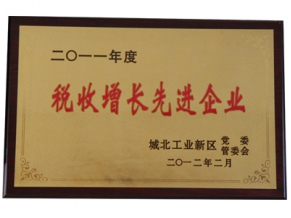 二〇一一年度
税收增长先进企业
城北工业新区 党委
管委会
二〇一二年二月